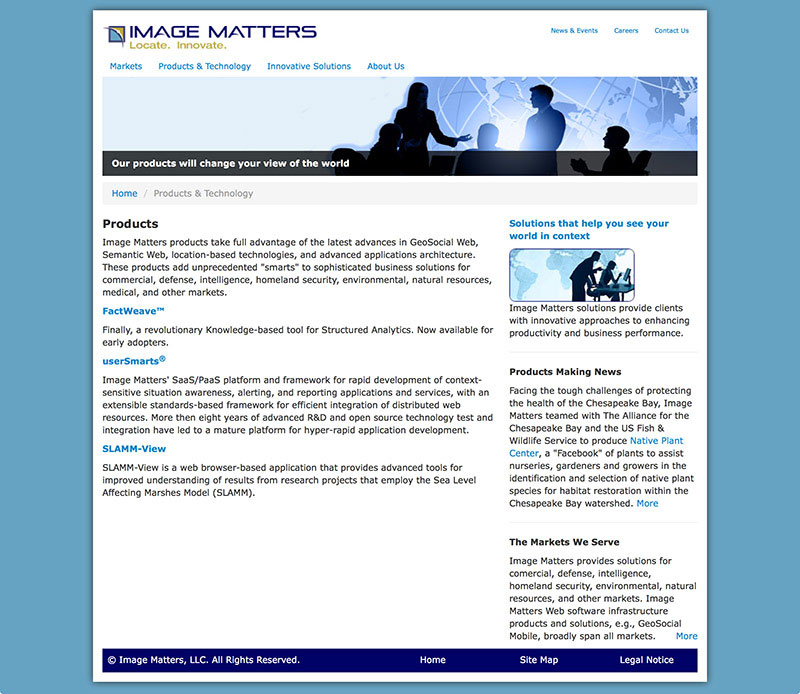 IMAGE MATTERS
Locate. Innovate.
News & Events Careers Contact Us
Markets Products & Technology Innovative Solutions About Us
Our products will change your view of the world
Home / Products & Technology
Products
Image Matters products take full advantage of the latest advances in GeoSocial Web,
Semantic Web, location-based technologies, and advanced applications architecture.
These products add unprecedented "smarts" to sophisticated business solutions for
commercial, defense, intelligence, homeland security, environmental, natural resources,
medical, and other markets.
FactWeave™
Finally, a revolutionary Knowledge-based tool for Structured Analytics. Now available for
early adopters.
userSmarts®
Image Matters' SaaS/PaaS platform and framework for rapid development of context-
sensitive situation awareness, alerting, and reporting applications and services, with an
extensible standards-based framework for efficient integration of distributed web
resources. More then eight years of advanced R&D and open source technology test and
integration have led to a mature platform for hyper-rapid application development.
SLAMM-View
SLAMM-View is a web browser-based application that provides advanced tools for
improved understanding of results from research projects that employ the Sea Level
Affecting Marshes Model (SLAMM).
Solutions that help you see your
world in context
Image Matters solutions provide clients
with innovative approaches to enhancing
productivity and business performance.
Products Making News
Facing the tough challenges of protecting
the health of the Chesapeake Bay, Image
Matters teamed with The Alliance for the
Chesapeake Bay and the US Fish &
Wildlife Service to produce Native Plant
Center, a "Facebook" of plants to assist
nurseries, gardeners and growers in the
identification and selection of native plant
species for habitat restoration within the
Chesapeake Bay watershed. More
The Markets We Serve
Image Matters provides solutions for
comercial, defense, intelligence,
homeland security, environmental, natural
resources, and other markets. Image
Matters Web software infrastructure
products and solutions, e.g., GeoSocial
Mobile, broadly span all markets. More
© Image Matters, LLC. All Rights Reserved. Home Site Map Legal Notice